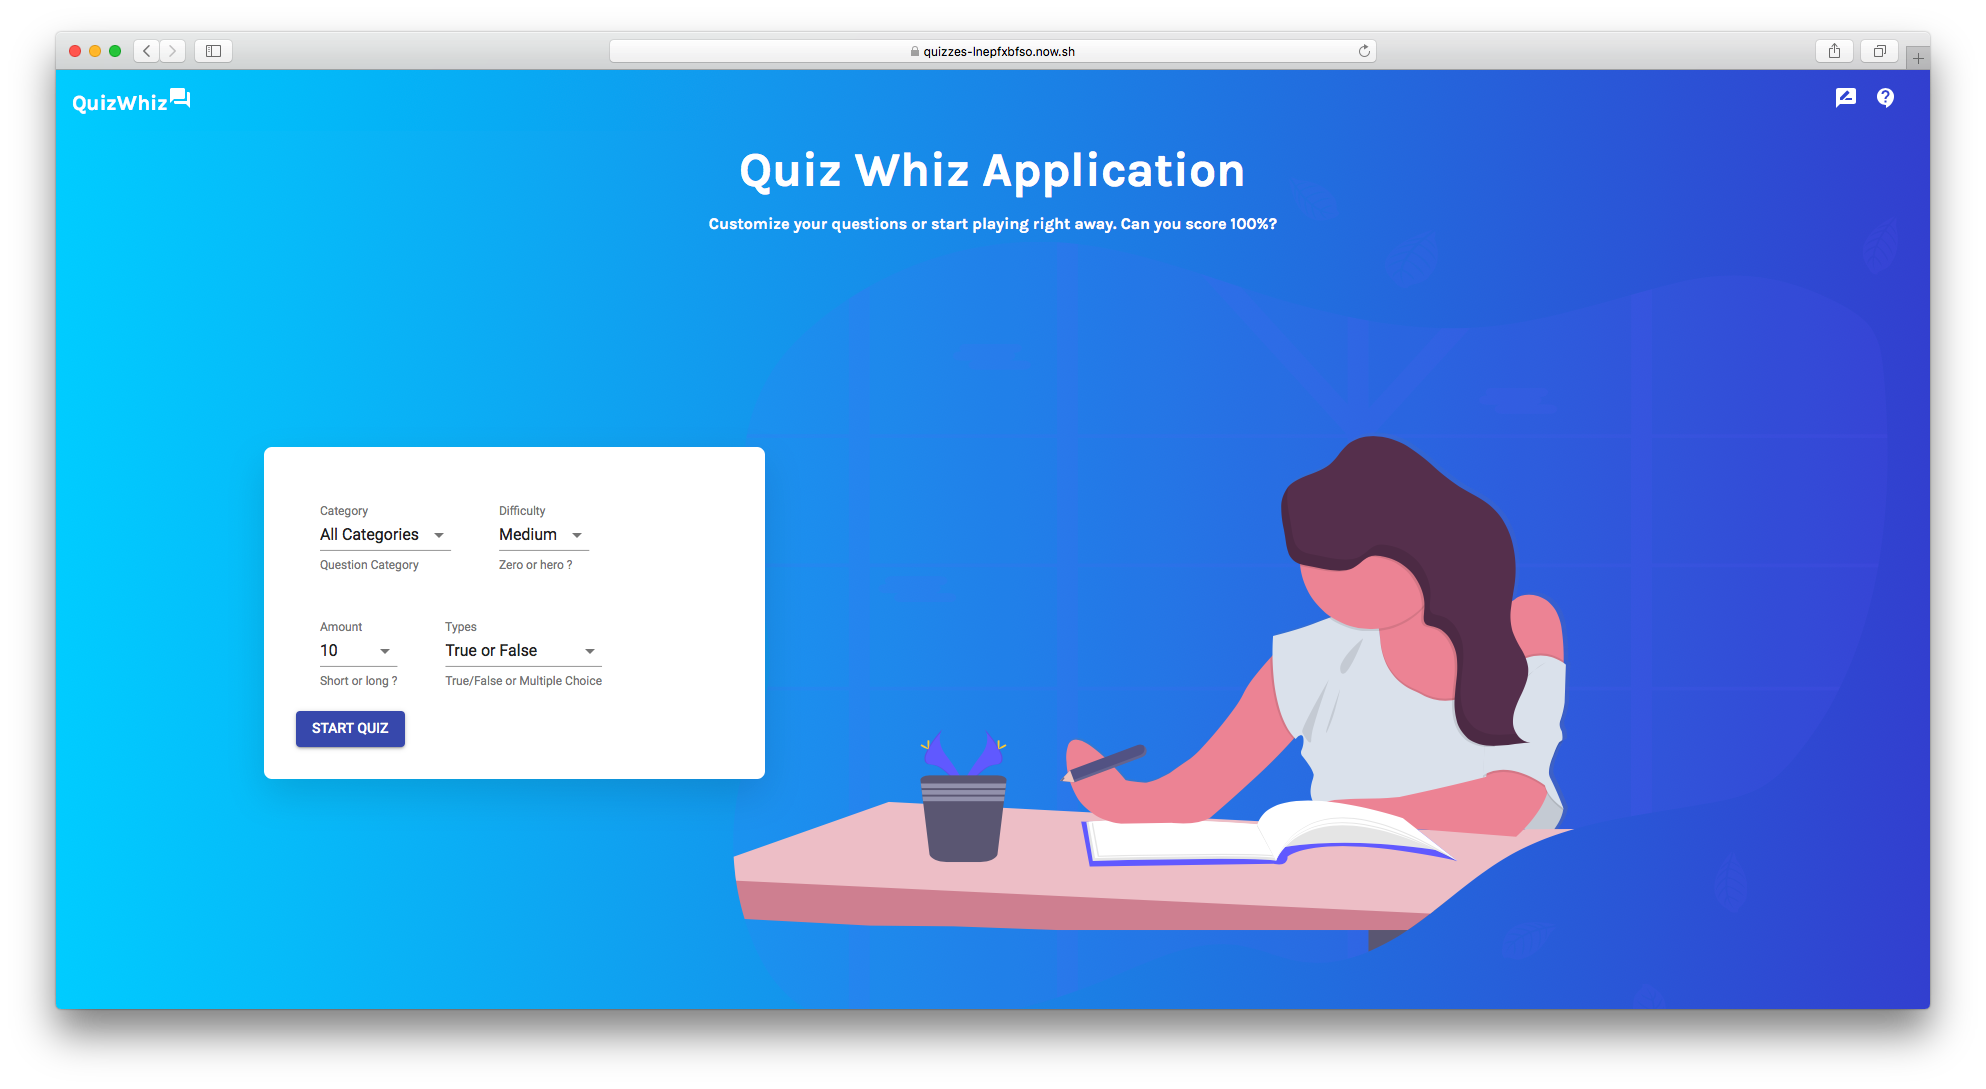 quizzes-lnepfxbfso.now.sh
QuizWhiz
Quiz Whiz Application
Customize your questions or start playing right away. Can you score 100%?
Category
All Categories
Question Category
Difficulty
Medium
Zero or hero ?
Amount
10
Short or long ?
Types
True or False
True/False or Multiple Choice
START QUIZ